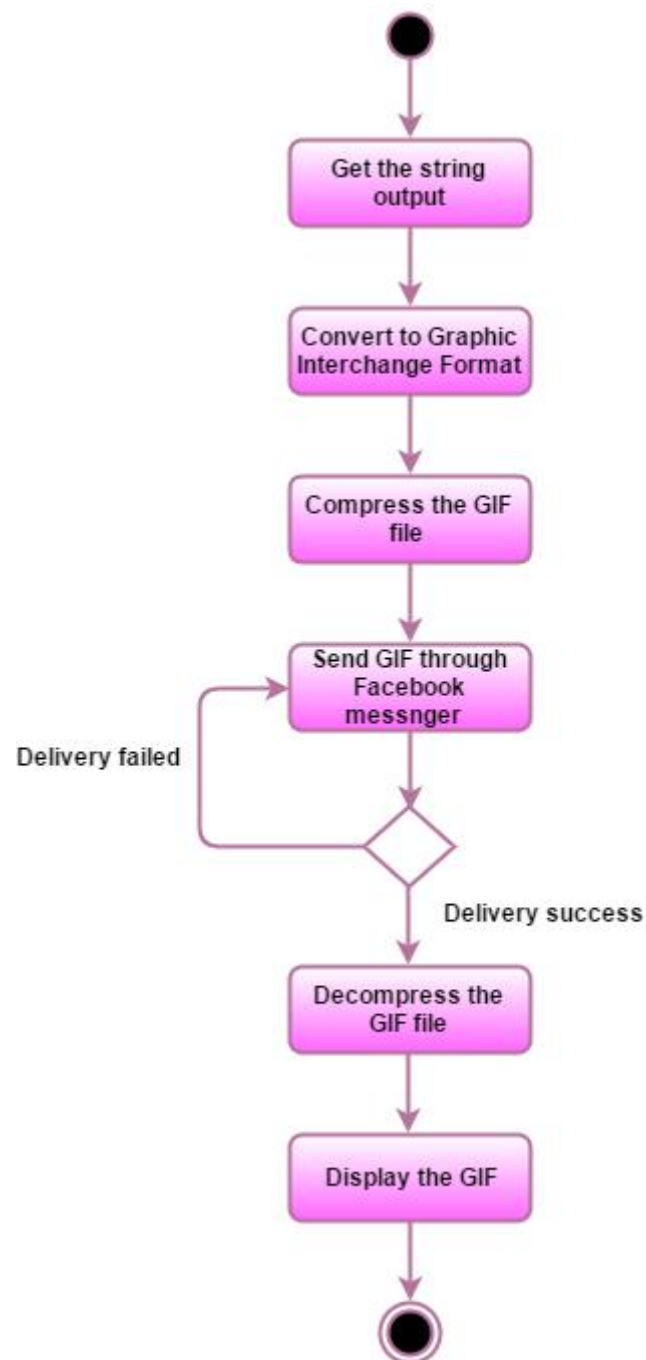 Get the string
output
Convert to Graphic
Interchange Format
Compress the GIF
file
Send GIF through
Facebook
messnger
Delivery failed
Delivery success
Decompress the
GIF file
Display the GIF